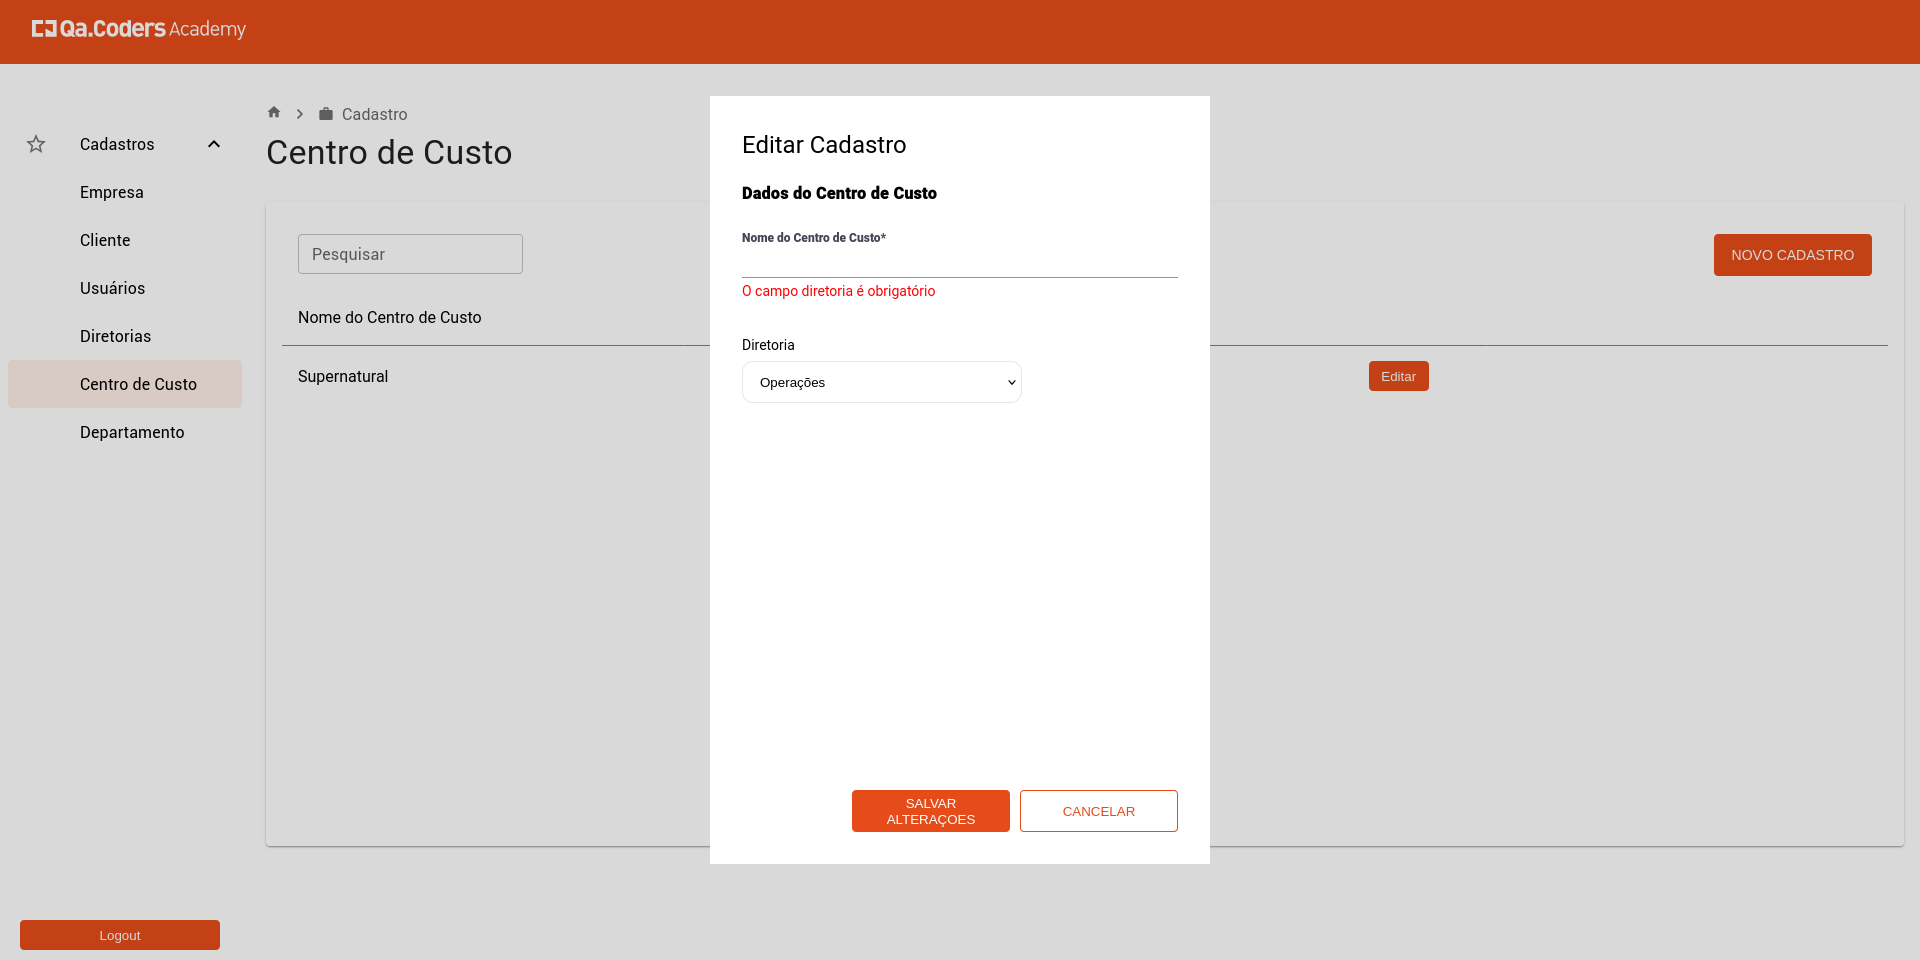 Qa.Coders Academy
Cadastros
Empresa
Cliente
Usuários
Diretorias
Centro de Custo
Departamento
Logout
Cadastro
Centro de Custo
Pesquisar
NOVO CADASTRO
Nome do Centro de Custo
Supernatural
Editar
Editar Cadastro
Dados do Centro de Custo
Nome do Centro de Custo*
O campo diretoria é obrigatório
Diretoria
Operações
SALVAR
ALTERAÇOES
CANCELAR